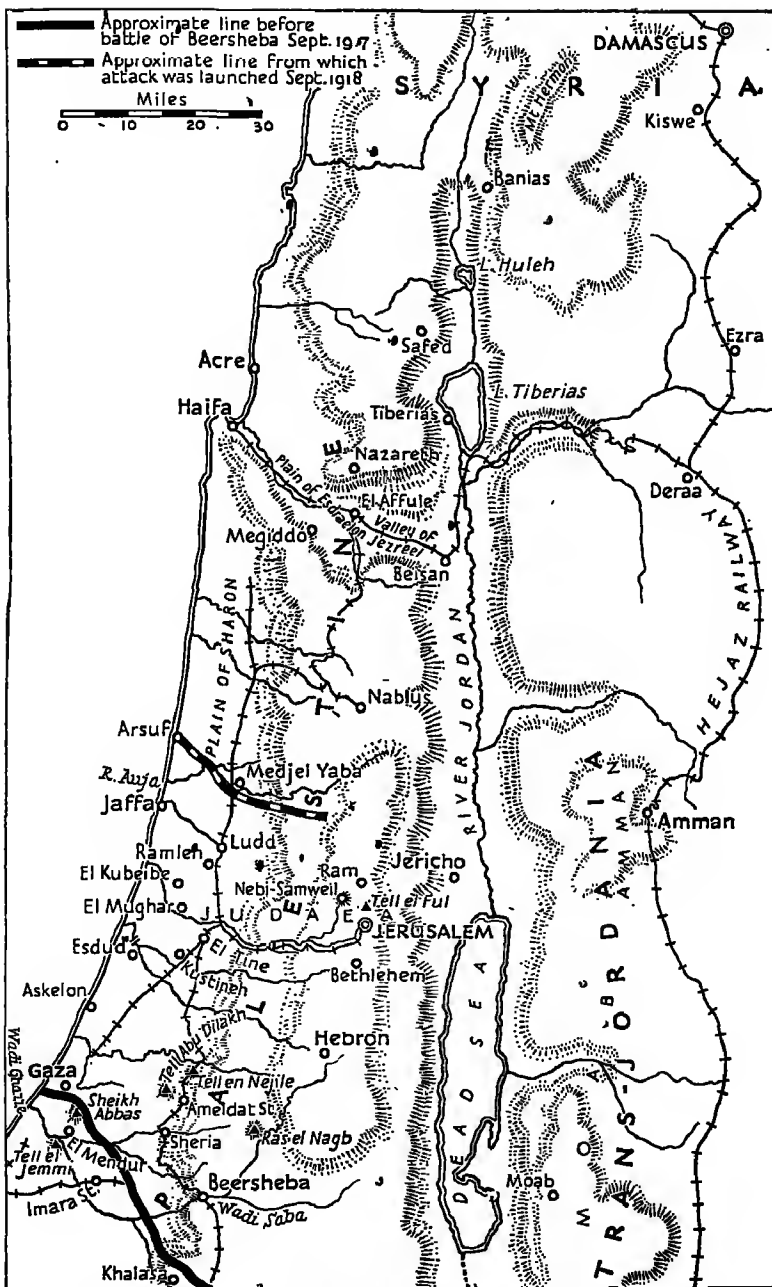 Approximate line before
battle of Beersheba Sept. 1917
Approximate line from which
attack was launched Sept. 1918
Miles
0 10 20 30
DAMASCUS
SYRIA
Mt Hermon
Kiswe
Banias
L. Huleh
Safed
Ezra
Acre
L. Tiberias
Haifa
Tiberias
Nazareth
Plain of Esdraelon
El Affule
Valley of
Jezreel
Deraa
Megiddo
Beisan
HEJAZ RAILWAY
PLAIN OF SHARON
RIVER JORDAN
Nablus
Arsuf
R. Auja
Medjel Yaba
Jaffa
Amman
AMMAN
Ludd
Ramleh
El Kubeibe
Ram
Jericho
Nebi-Samweil
Tell el Ful
El Mughar
JUDAEA
JERUSALEM
Esdud
El Tine
Kustineh
Bethlehem
Askelon
DEAD SEA
Tell Abu Dilakh
Hebron
Wadi Ghuzze
Gaza
Tell en Nejile
Sheikh
Abbas
Ameldat St.
Sheria
Ras el Nagb
El Mendur
Tell el
Jemmi
Imara St.
Beersheba
Wadi Saba
Moab
MOAB
Khalasa
PALESTINE
TRANS-JORDANIA